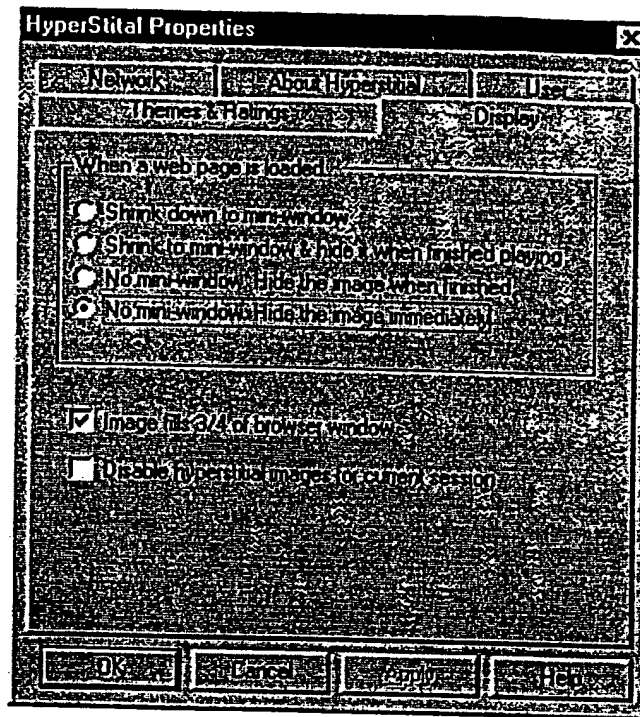 HyperStital Properties
Network About Hyperstitial User
Themes & Ratings Display
When a web page is loaded...
Shrink down to mini-window
Shrink to mini-window & hide it when finished playing
No mini-window. Hide the image when finished
No mini-window. Hide the image immediately
Image fills 3/4 of browser window
Disable hyperstitial images for current session
OK Cancel Apply Help